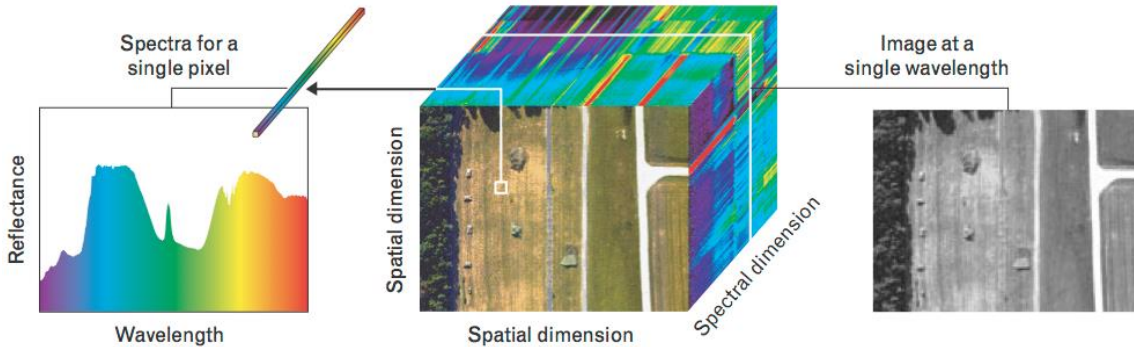 Spectra for a
single pixel
Reflectance
Wavelength
Spatial dimension
Spatial dimension
Spectral dimension
Image at a
single wavelength